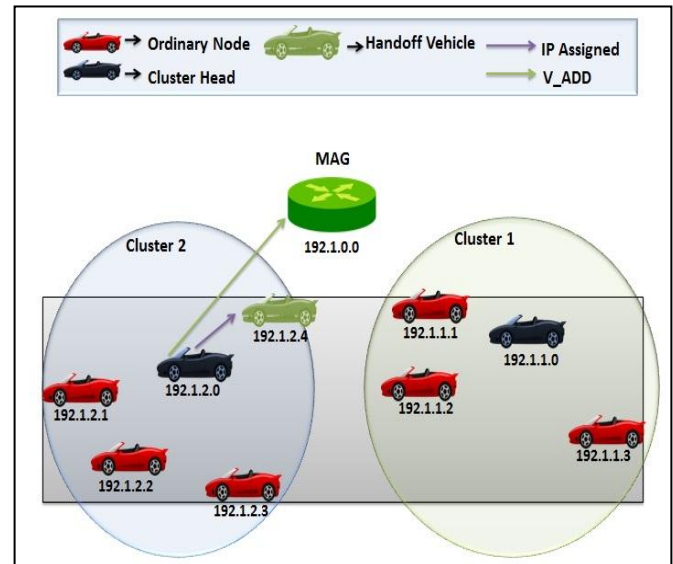 Ordinary Node
Handoff Vehicle
IP Assigned
Cluster Head
V_ADD
MAG
192.1.0.0
Cluster 2
Cluster 1
192.1.2.4
192.1.1.1
192.1.1.0
192.1.2.0
192.1.2.1
192.1.1.2
192.1.1.3
192.1.2.2
192.1.2.3